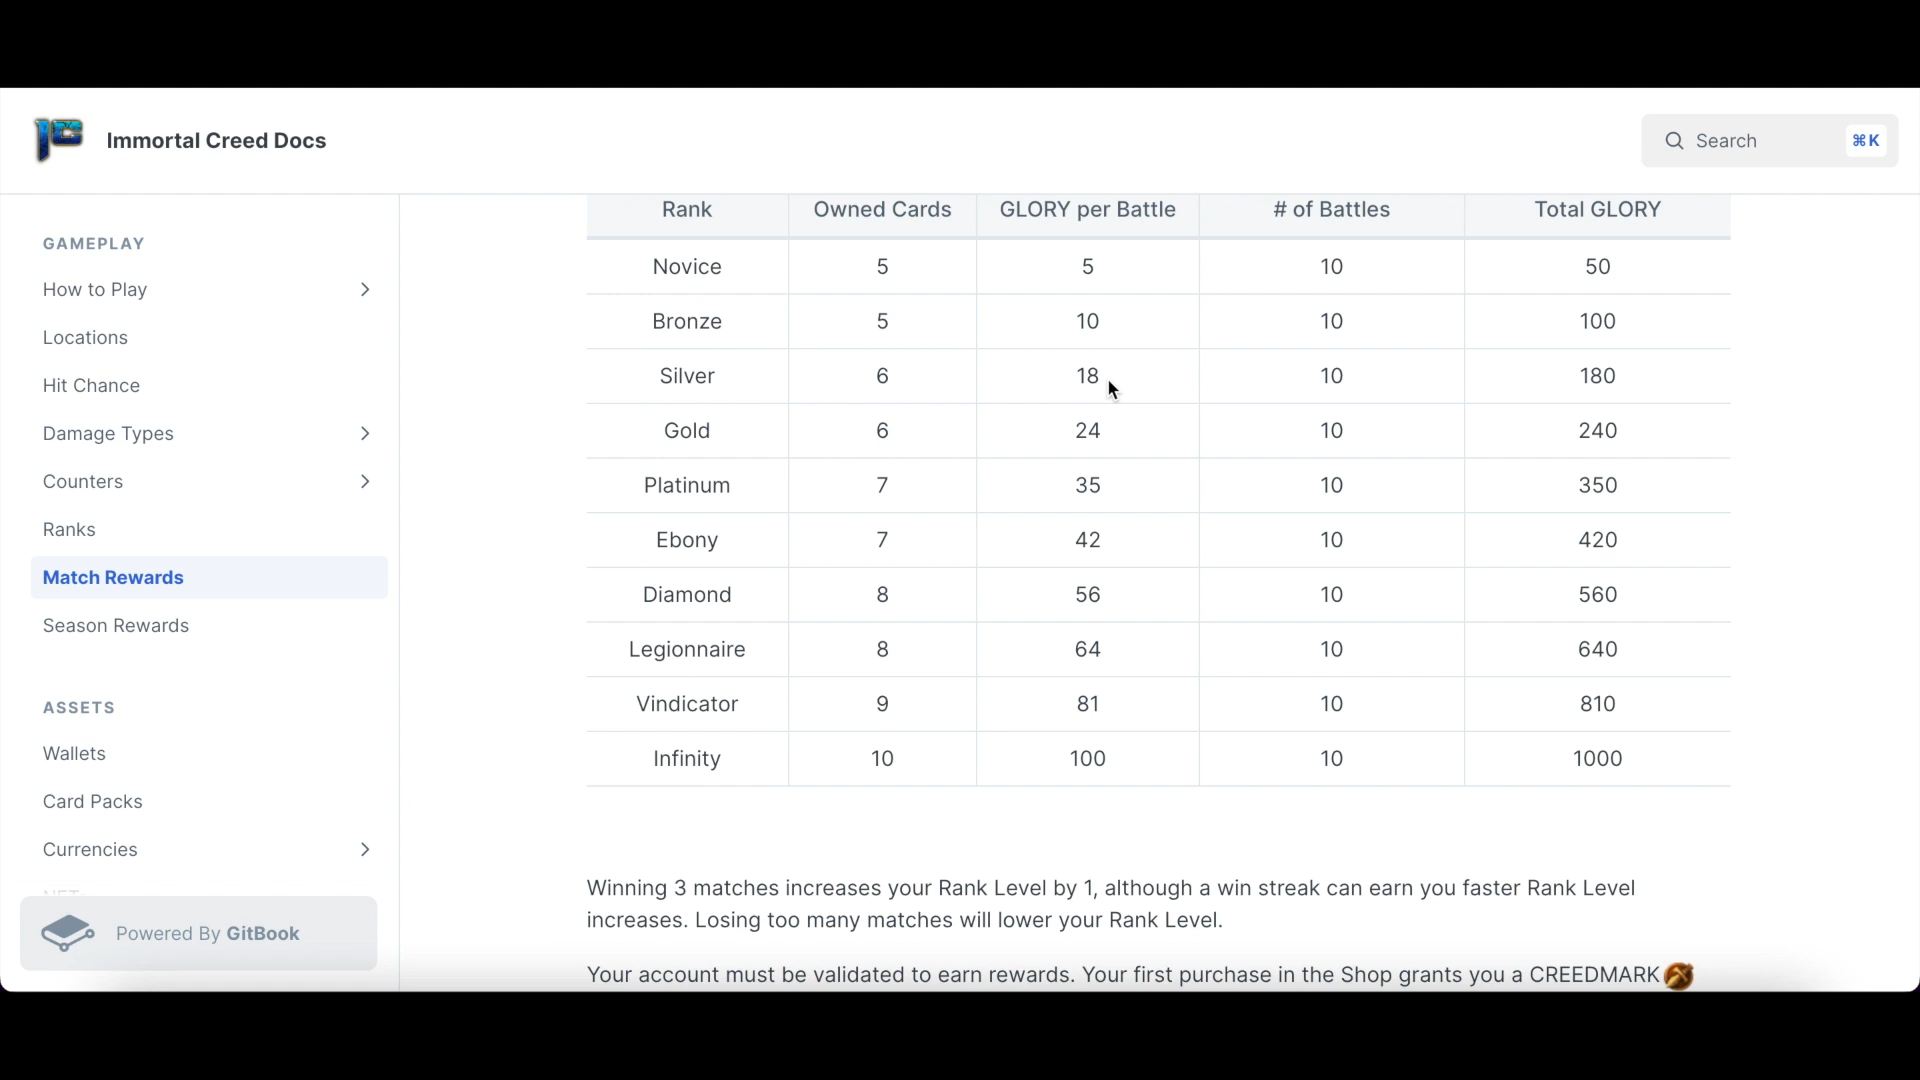 Immortal Creed Docs
Search
⌘K
GAMEPLAY
How to Play
Locations
Hit Chance
Damage Types
Counters
Ranks
Match Rewards
Season Rewards
ASSETS
Wallets
Card Packs
Currencies
Powered By GitBook
Rank Owned Cards GLORY per Battle # of Battles Total GLORY
Novice 5 5 10 50
Bronze 5 10 10 100
Silver 6 18 10 180
Gold 6 24 10 240
Platinum 7 35 10 350
Ebony 7 42 10 420
Diamond 8 56 10 560
Legionnaire 8 64 10 640
Vindicator 9 81 10 810
Infinity 10 100 10 1000
Winning 3 matches increases your Rank Level by 1, although a win streak can earn you faster Rank Level
increases. Losing too many matches will lower your Rank Level.
Your account must be validated to earn rewards. Your first purchase in the Shop grants you a CREEDMARK